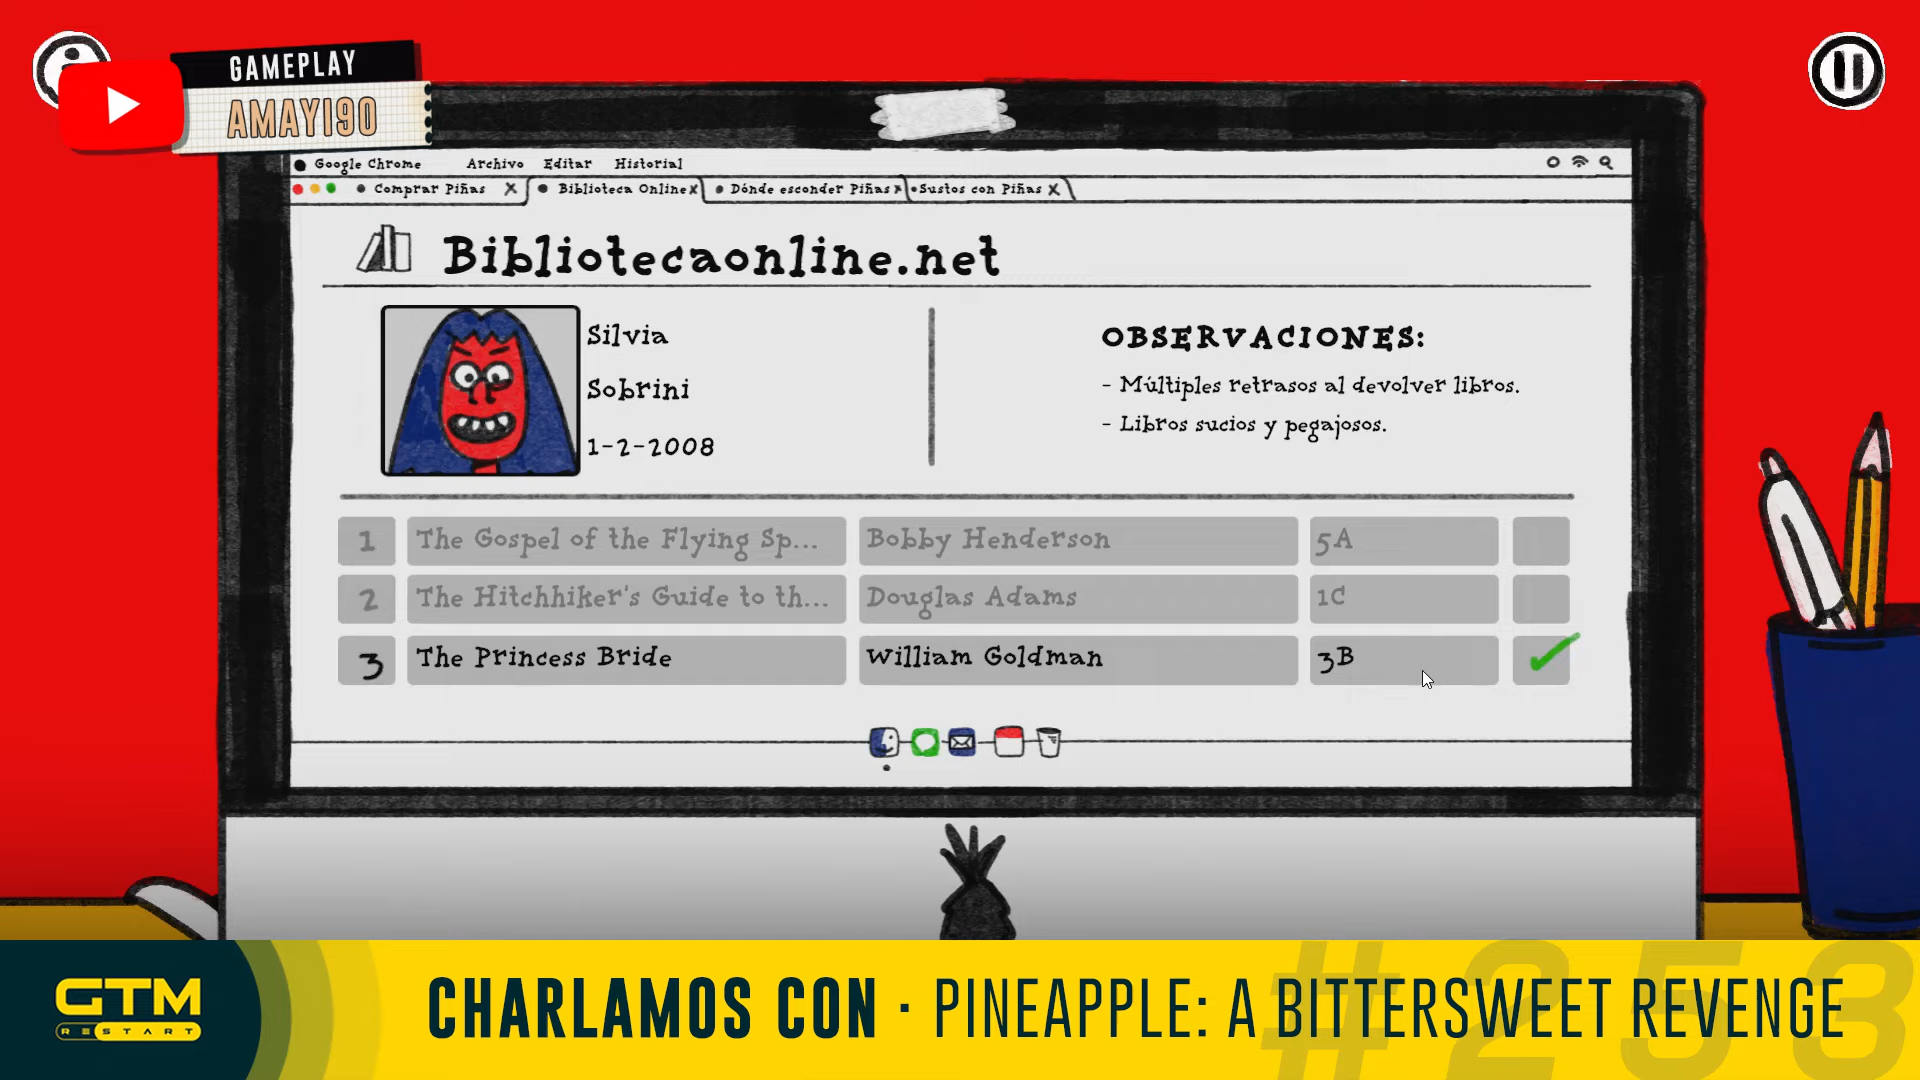 GAMEPLAY
AMAYI90
Google Chrome Archivo Editar Historial
Comprar Piñas X Biblioteca Online x Dónde esconder Piñas x Sustos con Piñas X
Bibliotecaonline.net
Silvia
Sobrini
1-2-2008
OBSERVACIONES:
- Múltiples retrasos al devolver libros.
- Libros sucios y pegajosos.
1 The Gospel of the Flying Sp... Bobby Henderson 5A
2 The Hitchhiker's Guide to th... Douglas Adams 1C
3 The Princess Bride William Goldman 3B
GTM
RESTART
CHARLAMOS CON · PINEAPPLE: A BITTERSWEET REVENGE
#253